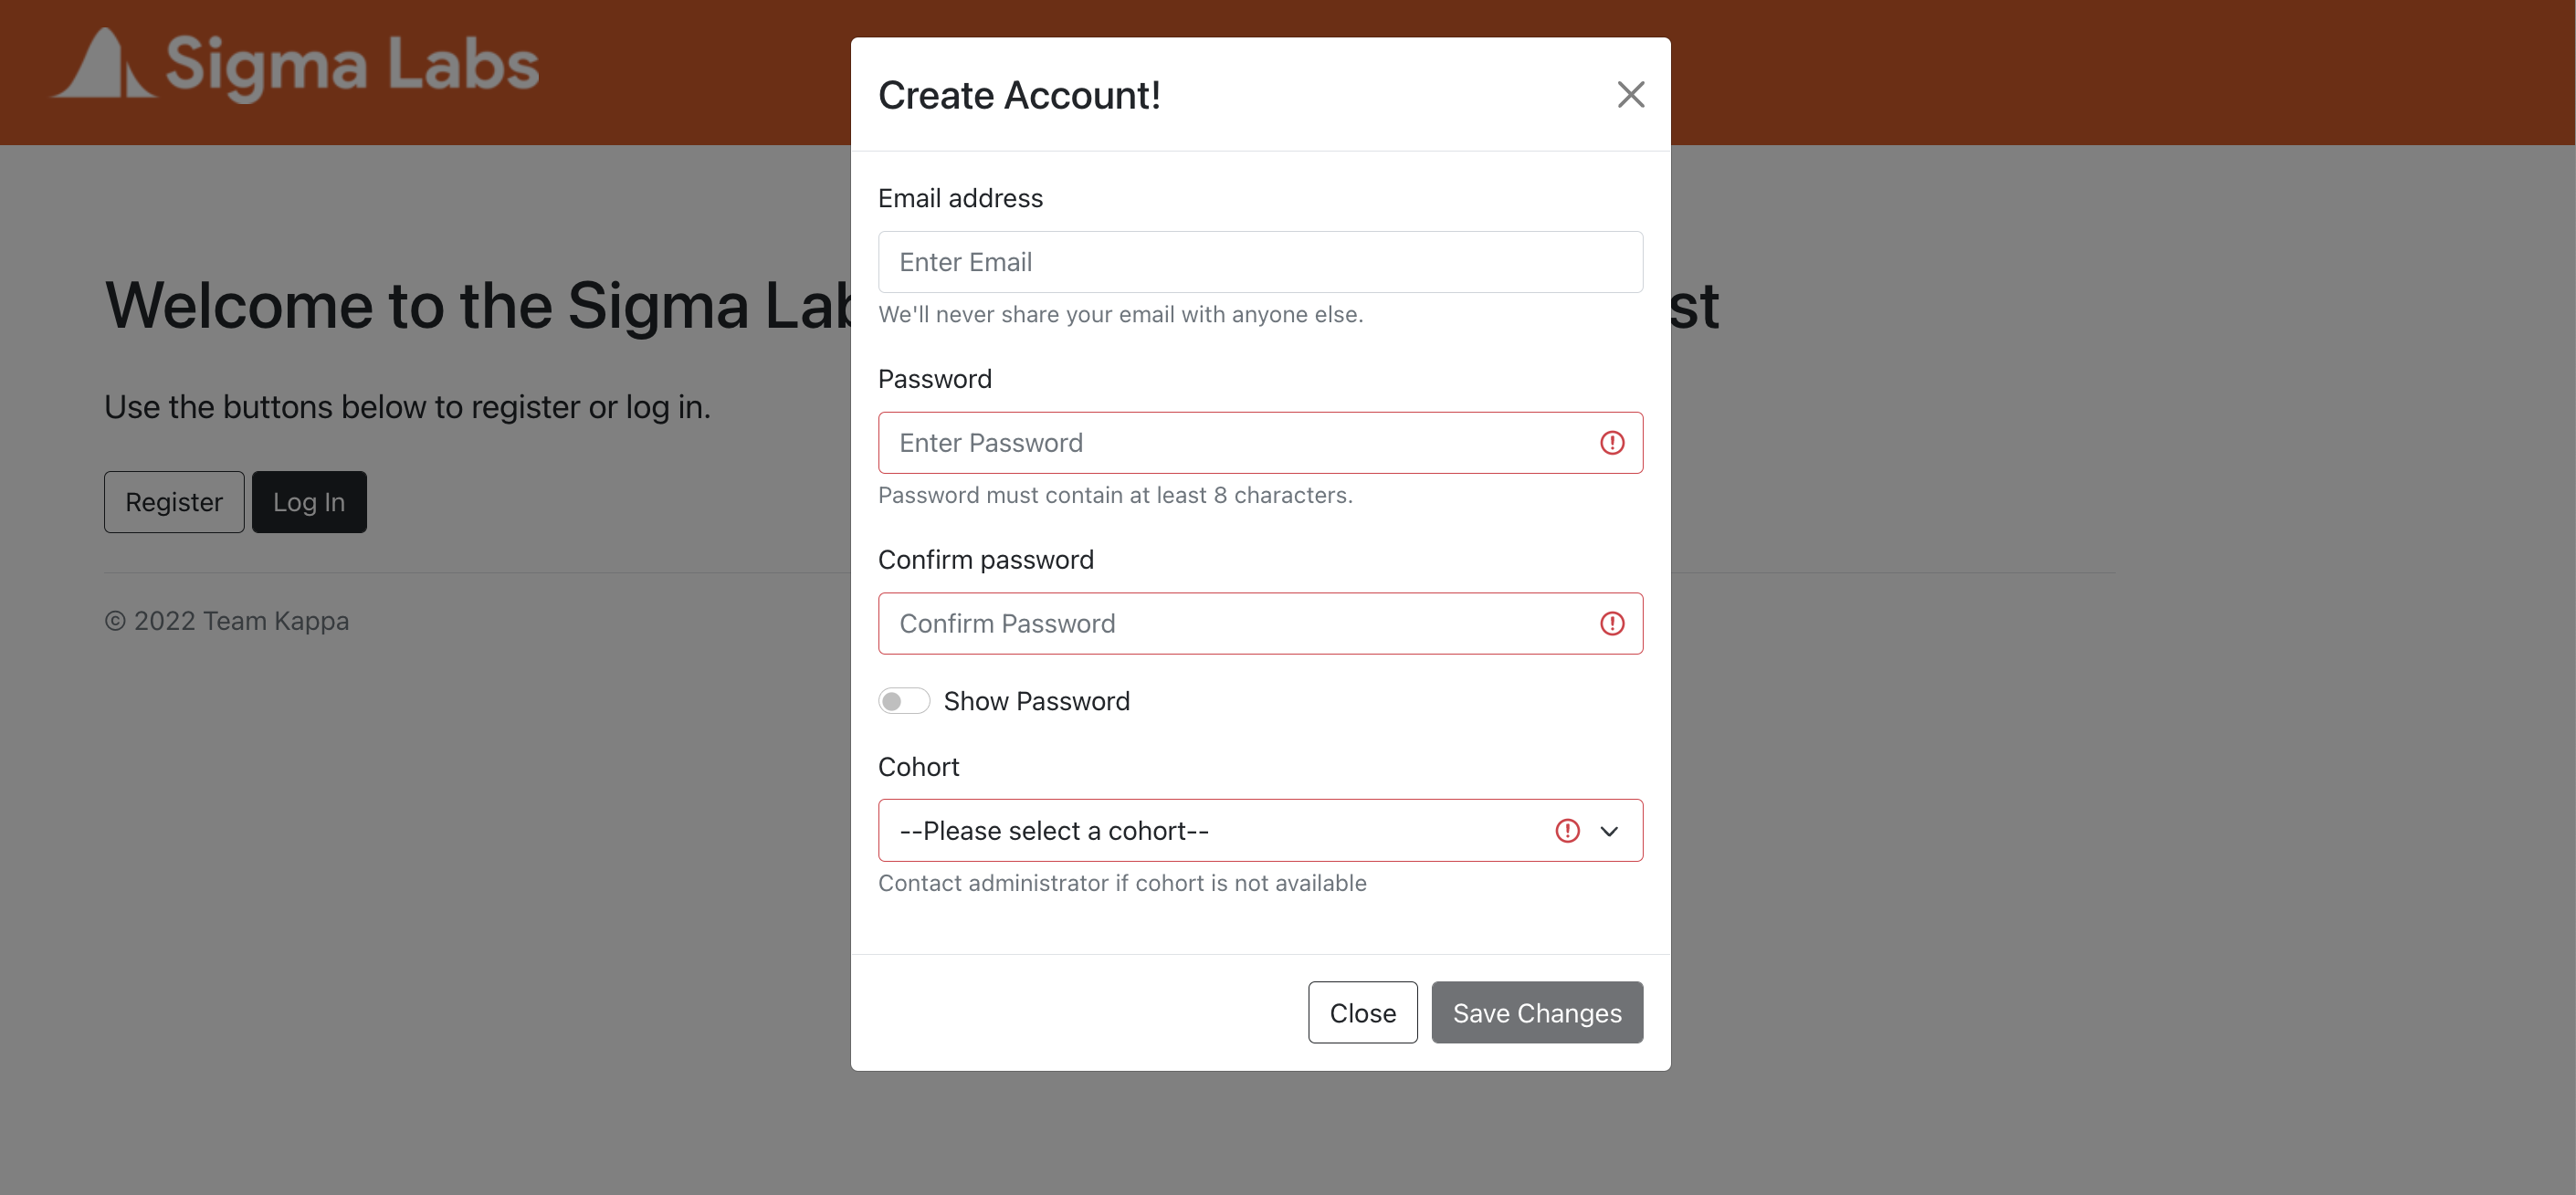 Sigma Labs
Create Account!
Email address
Enter Email
We'll never share your email with anyone else.
Password
Enter Password
Password must contain at least 8 characters.
Confirm password
Confirm Password
Show Password
Cohort
--Please select a cohort--
Contact administrator if cohort is not available
Close
Save Changes
Welcome to the Sigma Lab st
Use the buttons below to register or log in.
Register
Log In
© 2022 Team Kappa